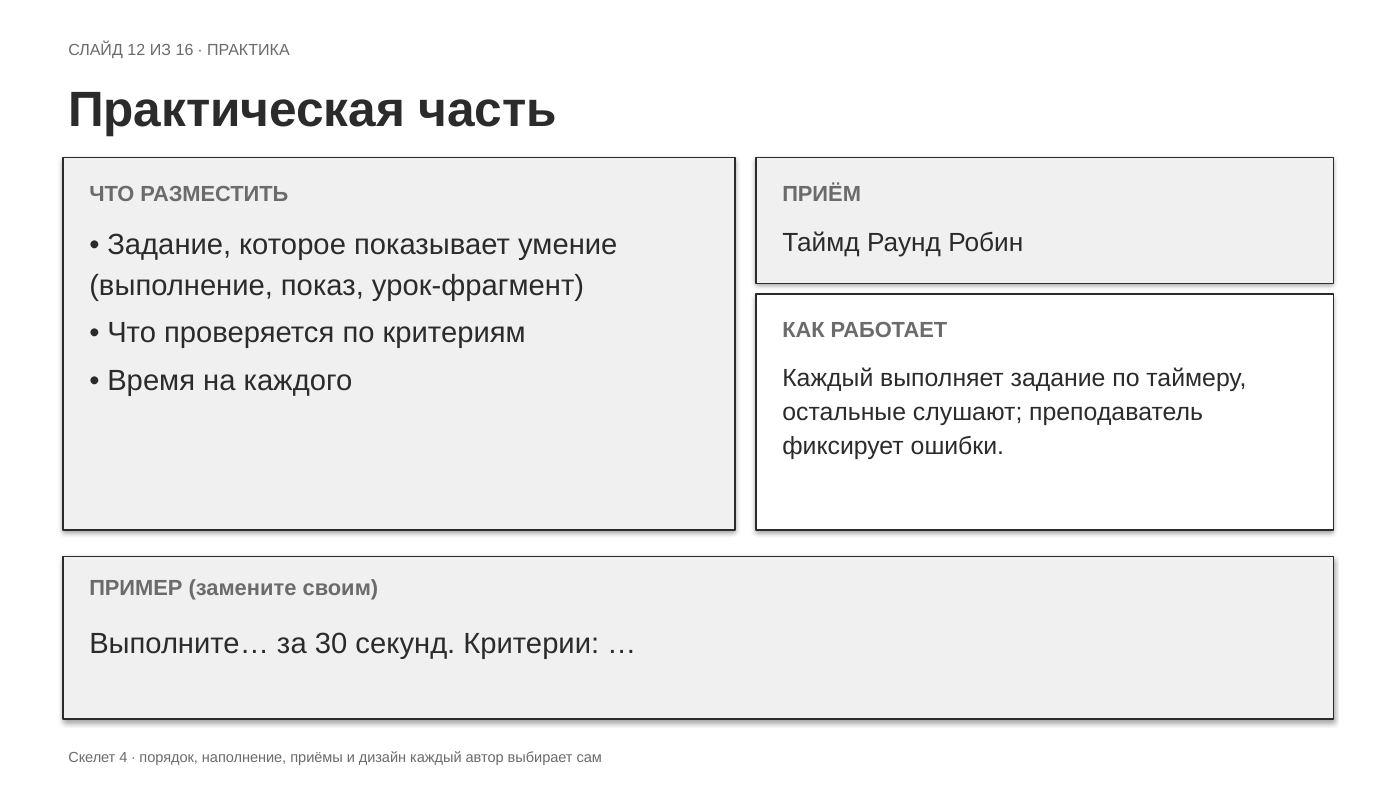 СЛАЙД 12 ИЗ 16 · ПРАКТИКА
Практическая часть
ЧТО РАЗМЕСТИТЬ
• Задание, которое показывает умение
(выполнение, показ, урок-фрагмент)
• Что проверяется по критериям
• Время на каждого
ПРИЁМ
Таймд Раунд Робин
КАК РАБОТАЕТ
Каждый выполняет задание по таймеру,
остальные слушают; преподаватель
фиксирует ошибки.
ПРИМЕР (замените своим)
Выполните… за 30 секунд. Критерии: …
Скелет 4 · порядок, наполнение, приёмы и дизайн каждый автор выбирает сам